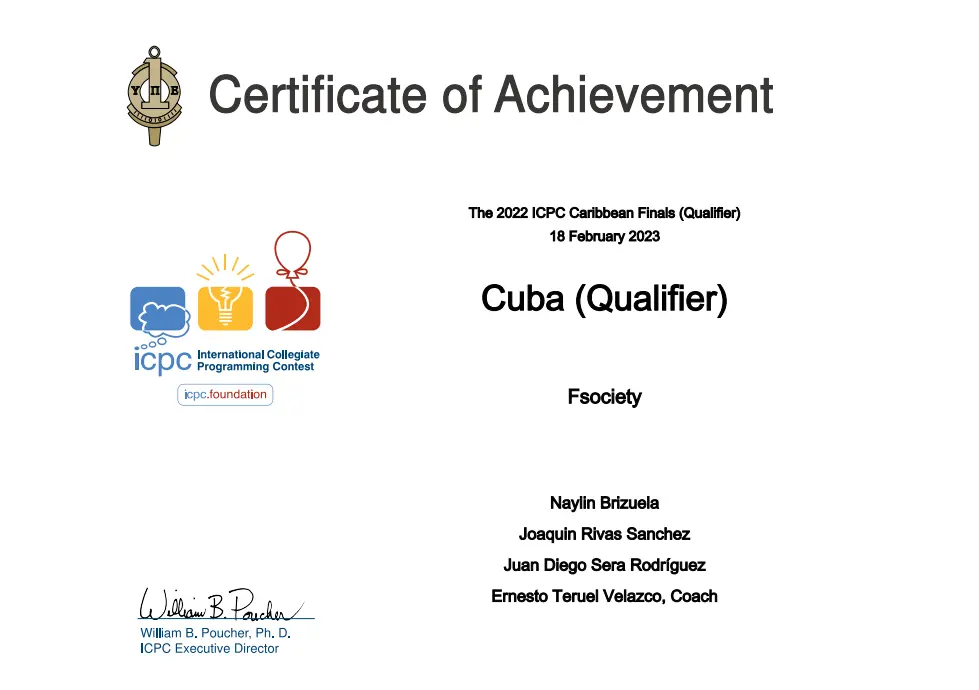 Certificate of Achievement
Υ Π Ε
The 2022 ICPC Caribbean Finals (Qualifier)
18 February 2023
Cuba (Qualifier)
icpc International Collegiate
Programming Contest
icpc.foundation
Fsociety
Naylin Brizuela
Joaquin Rivas Sanchez
Juan Diego Sera Rodríguez
Ernesto Teruel Velazco, Coach
William B. Poucher
William B. Poucher, Ph. D.
ICPC Executive Director